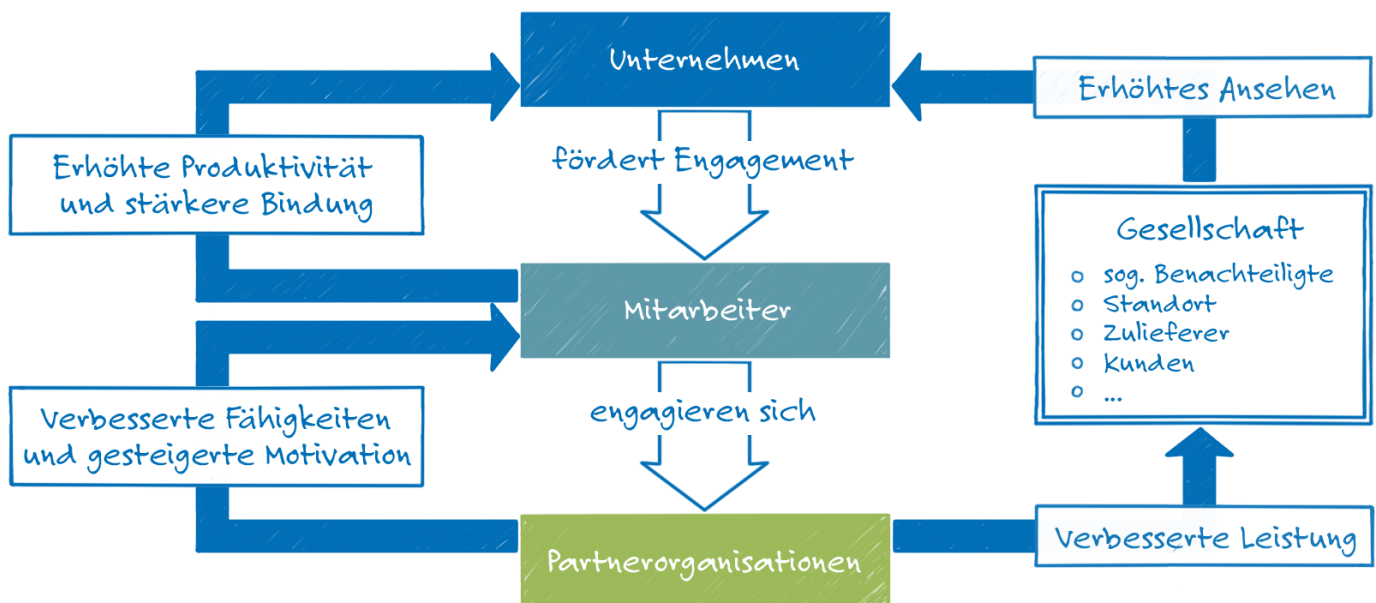 Unternehmen
Erhöhtes Ansehen
fördert Engagement
Erhöhte Produktivität
und stärkere Bindung
Gesellschaft
sog. Benachteiligte
Standort
Zulieferer
Kunden
...
Mitarbeiter
engagieren sich
Verbesserte Fähigkeiten
und gesteigerte Motivation
Partnerorganisationen
Verbesserte Leistung